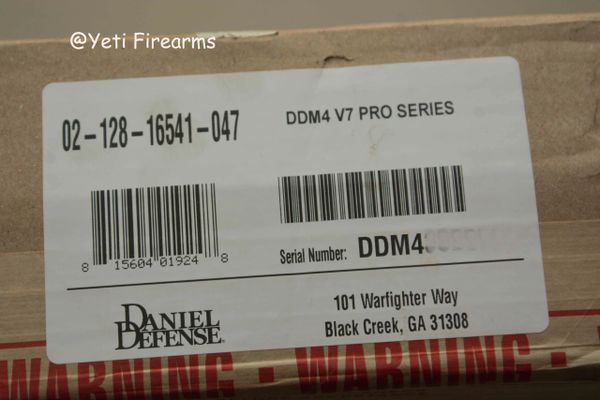 @Yeti Firearms
02-128-16541-047
DDM4 V7 PRO SERIES
8 15604 01924 8
Serial Number: DDM4
DANIEL DEFENSE.
101 Warfighter Way
Black Creek, GA 31308
WARNING - WARNING -